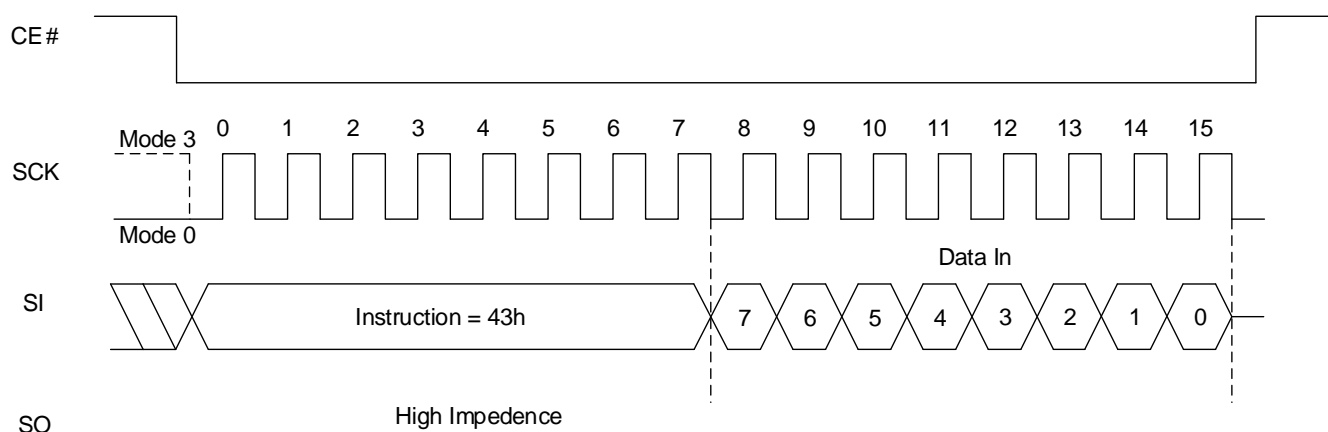 CE#
0 1 2 3 4 5 6 7 8 9 10 11 12 13 14 15
Mode 3
SCK
Mode 0
Data In
SI
Instruction = 43h
7 6 5 4 3 2 1 0
High Impedence
SO